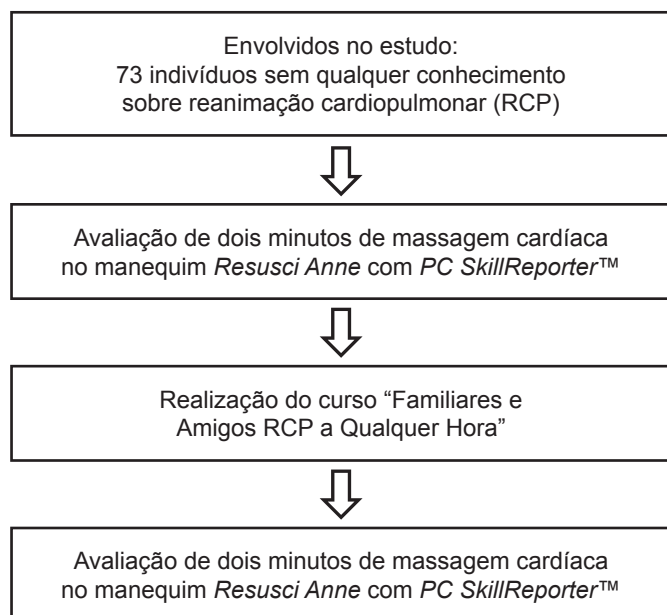 Envolvidos no estudo:
73 indivíduos sem qualquer conhecimento
sobre reanimação cardiopulmonar (RCP)
Avaliação de dois minutos de massagem cardíaca
no manequim Resusci Anne com PC SkillReporter™
Realização do curso “Familiares e
Amigos RCP a Qualquer Hora”
Avaliação de dois minutos de massagem cardíaca
no manequim Resusci Anne com PC SkillReporter™